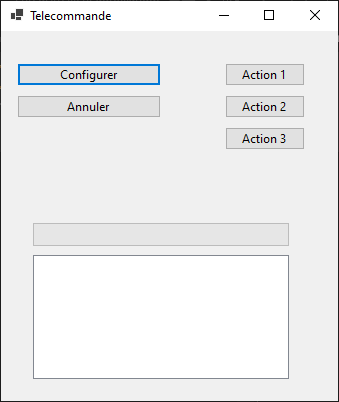 Telecommande
Configurer
Action 1
Annuler
Action 2
Action 3